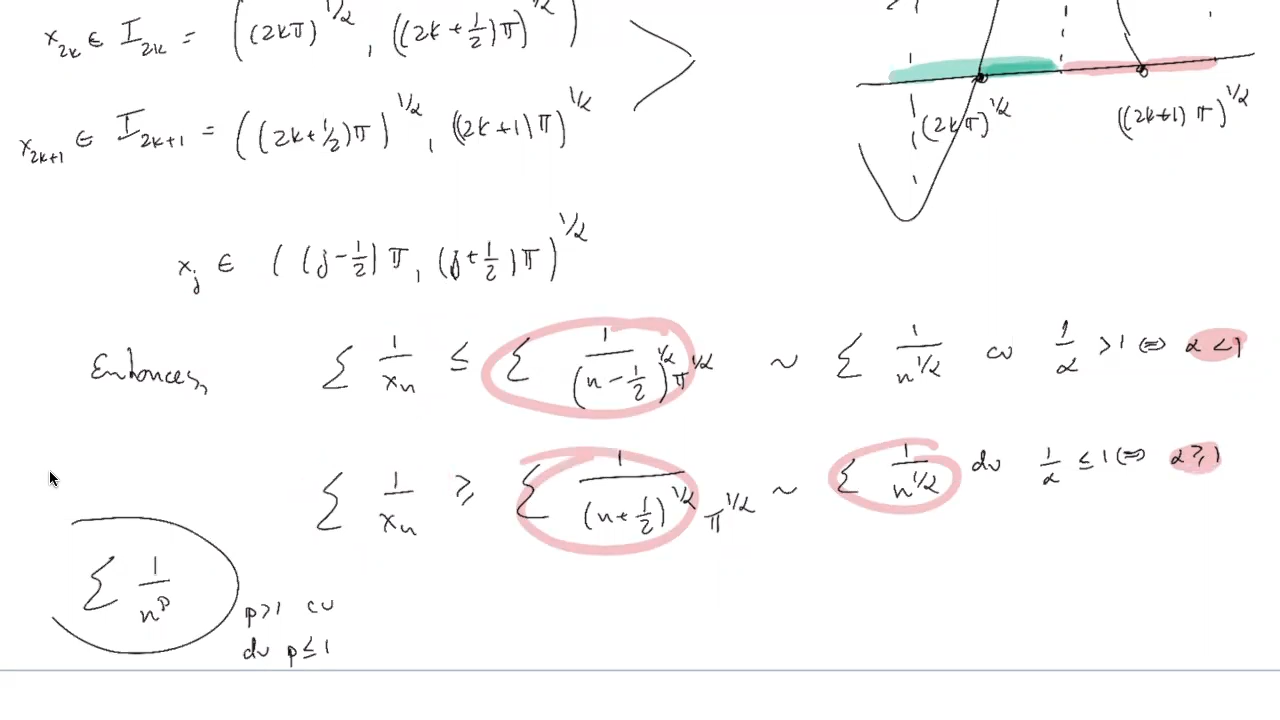 x_{2k} ∈ I_{2k} = ((2kπ)^{1/α}, ((2k+½)π)^{1/α})
x_{2k+1} ∈ I_{2k+1} = ((2k+½)π)^{1/α}, ((2k+1)π)^{1/α}
(2kπ)^{1/α} ((2k+1)π)^{1/α}
x_j ∈ ((j-½)π, (j+½)π)^{1/α}
Entonces, Σ 1/x_n ≤ Σ 1/((n-½)^{1/α} π^{1/α}) ~ Σ 1/n^{1/α} cv 1/α >1 ⇔ α<1
Σ 1/x_n ≥ Σ 1/((n+½)^{1/α} π^{1/α}) ~ Σ 1/n^{1/α} dv 1/α ≤1 ⇔ α≥1
Σ 1/n^p
p>1 cv
dv p≤1